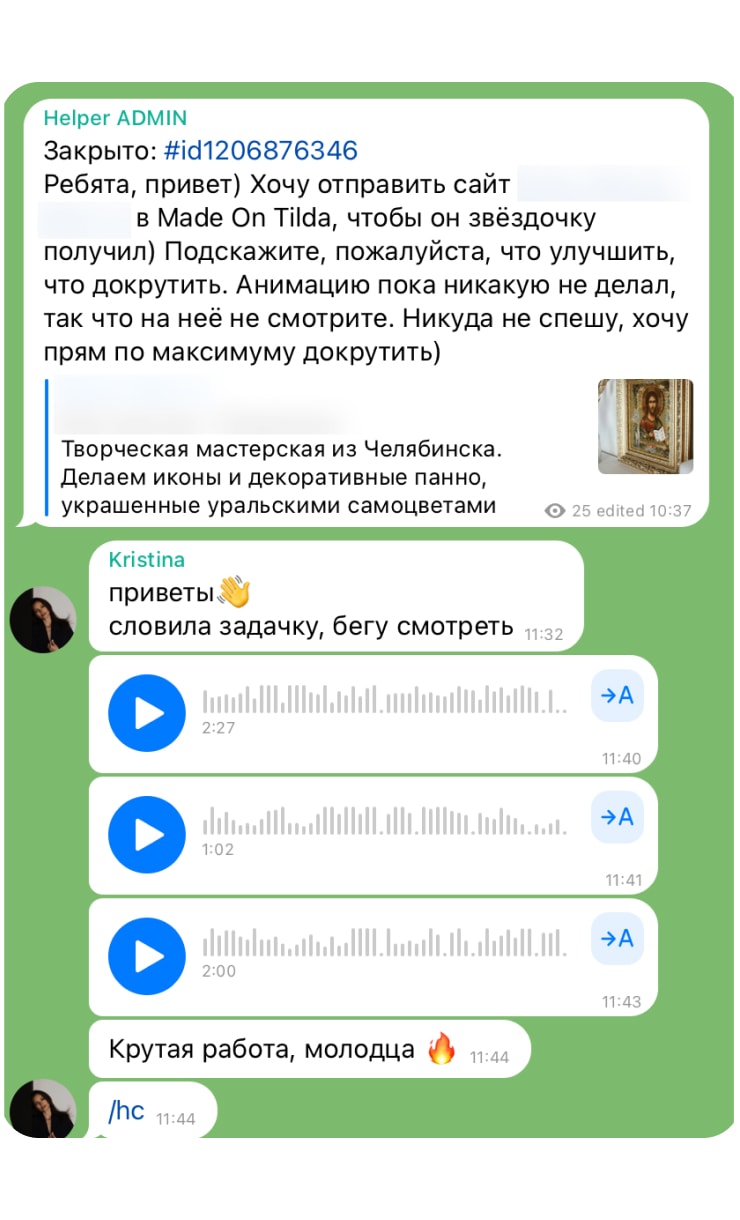 Helper ADMIN
Закрыто: #id1206876346
Ребята, привет) Хочу отправить сайт
в Made On Tilda, чтобы он звёздочку
получил) Подскажите, пожалуйста, что улучшить,
что докрутить. Анимацию пока никакую не делал,
так что на неё не смотрите. Никуда не спешу, хочу
прям по максимуму докрутить)
Творческая мастерская из Челябинска.
Делаем иконы и декоративные панно,
украшенные уральскими самоцветами
25 edited 10:37
Kristina
приветы👋
словила задачку, бегу смотреть 11:32
→A
2:27
11:40
→A
1:02
11:41
→A
2:00
11:43
Крутая работа, молодца 🔥 11:44
/hc 11:44